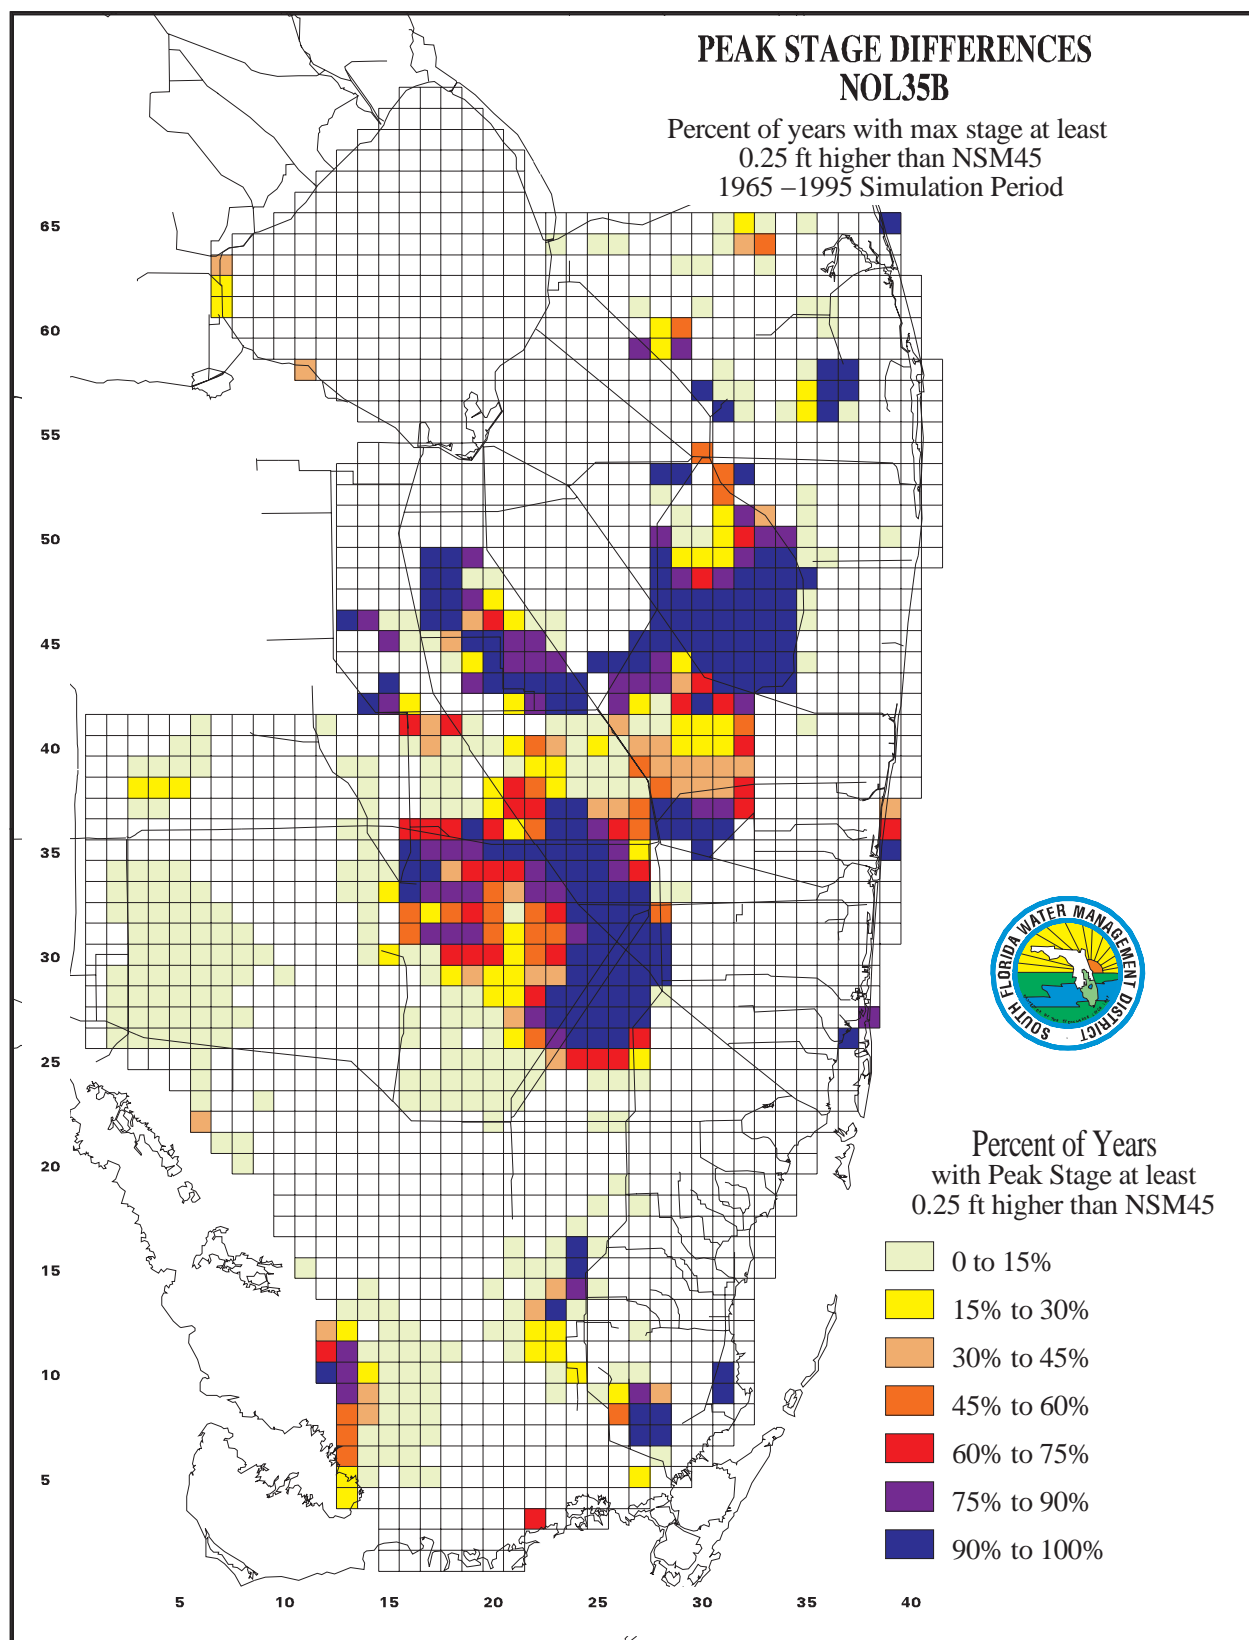 PEAK STAGE DIFFERENCES
NOL35B
Percent of years with max stage at least
0.25 ft higher than NSM45
1965 –1995 Simulation Period
65
60
55
50
45
40
35
30
25
20
15
10
5
SOUTH FLORIDA WATER MANAGEMENT DISTRICT
Percent of Years
with Peak Stage at least
0.25 ft higher than NSM45
0 to 15%
15% to 30%
30% to 45%
45% to 60%
60% to 75%
75% to 90%
90% to 100%
5 10 15 20 25 30 35 40